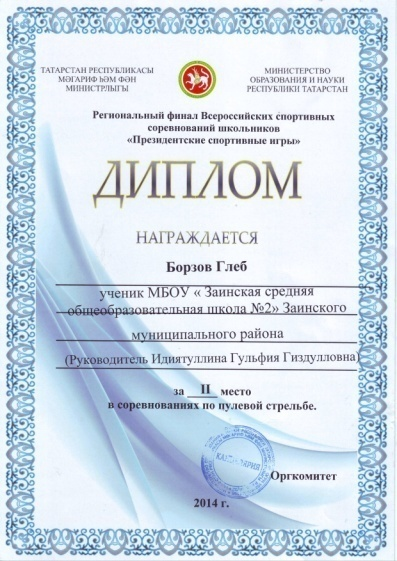 ТАТАРСТАН РЕСПУБЛИКАСЫ
МӘГАРИФ ҺӘМ ФӘН
МИНИСТРЛЫГЫ
МИНИСТЕРСТВО
ОБРАЗОВАНИЯ И НАУКИ
РЕСПУБЛИКИ ТАТАРСТАН
Региональный финал Всероссийских спортивных
соревнований школьников
«Президентские спортивные игры»
ДИПЛОМ
НАГРАЖДАЕТСЯ
Борзов Глеб
ученик МБОУ « Заинская средняя
общеобразовательная школа №2» Заинского
муниципального района
(Руководитель Идиятуллина Гульфия Гиздулловна)
за II место
в соревнованиях по пулевой стрельбе.
КАНЦЕЛЯРИЯ
Оргкомитет
2014 г.